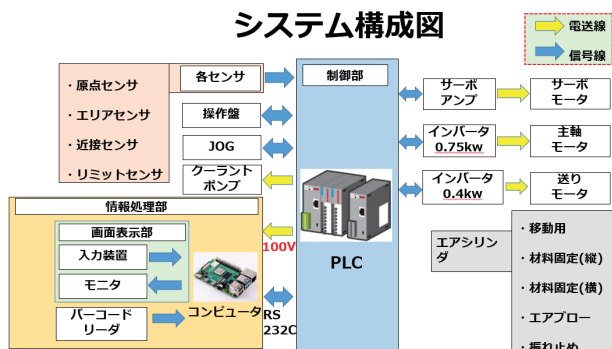 システム構成図
電送線
信号線
・原点センサ
・エリアセンサ
・近接センサ
・リミットセンサ
各センサ
操作盤
JOG
クーラント
ポンプ
制御部
PLC
サーボ
アンプ
サーボ
モータ
インバータ
0.75kw
主軸
モータ
インバータ
0.4kw
送り
モータ
情報処理部
画面表示部
入力装置
モニタ
バーコード
リーダ
コンピュータ
100V
RS
232C
エアシリン
ダ
・移動用
・材料固定(縦)
・材料固定(横)
・エアブロー
・振れ止め